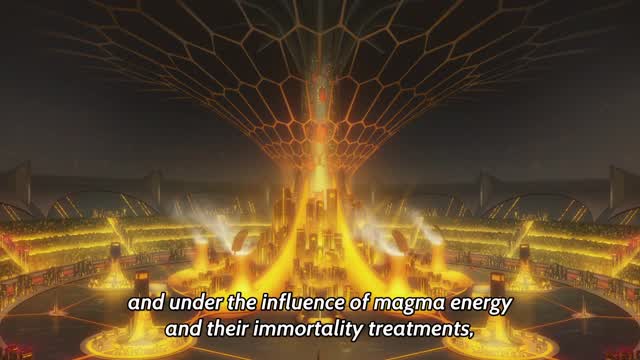 and under the influence of magma energy
and their immortality treatments,